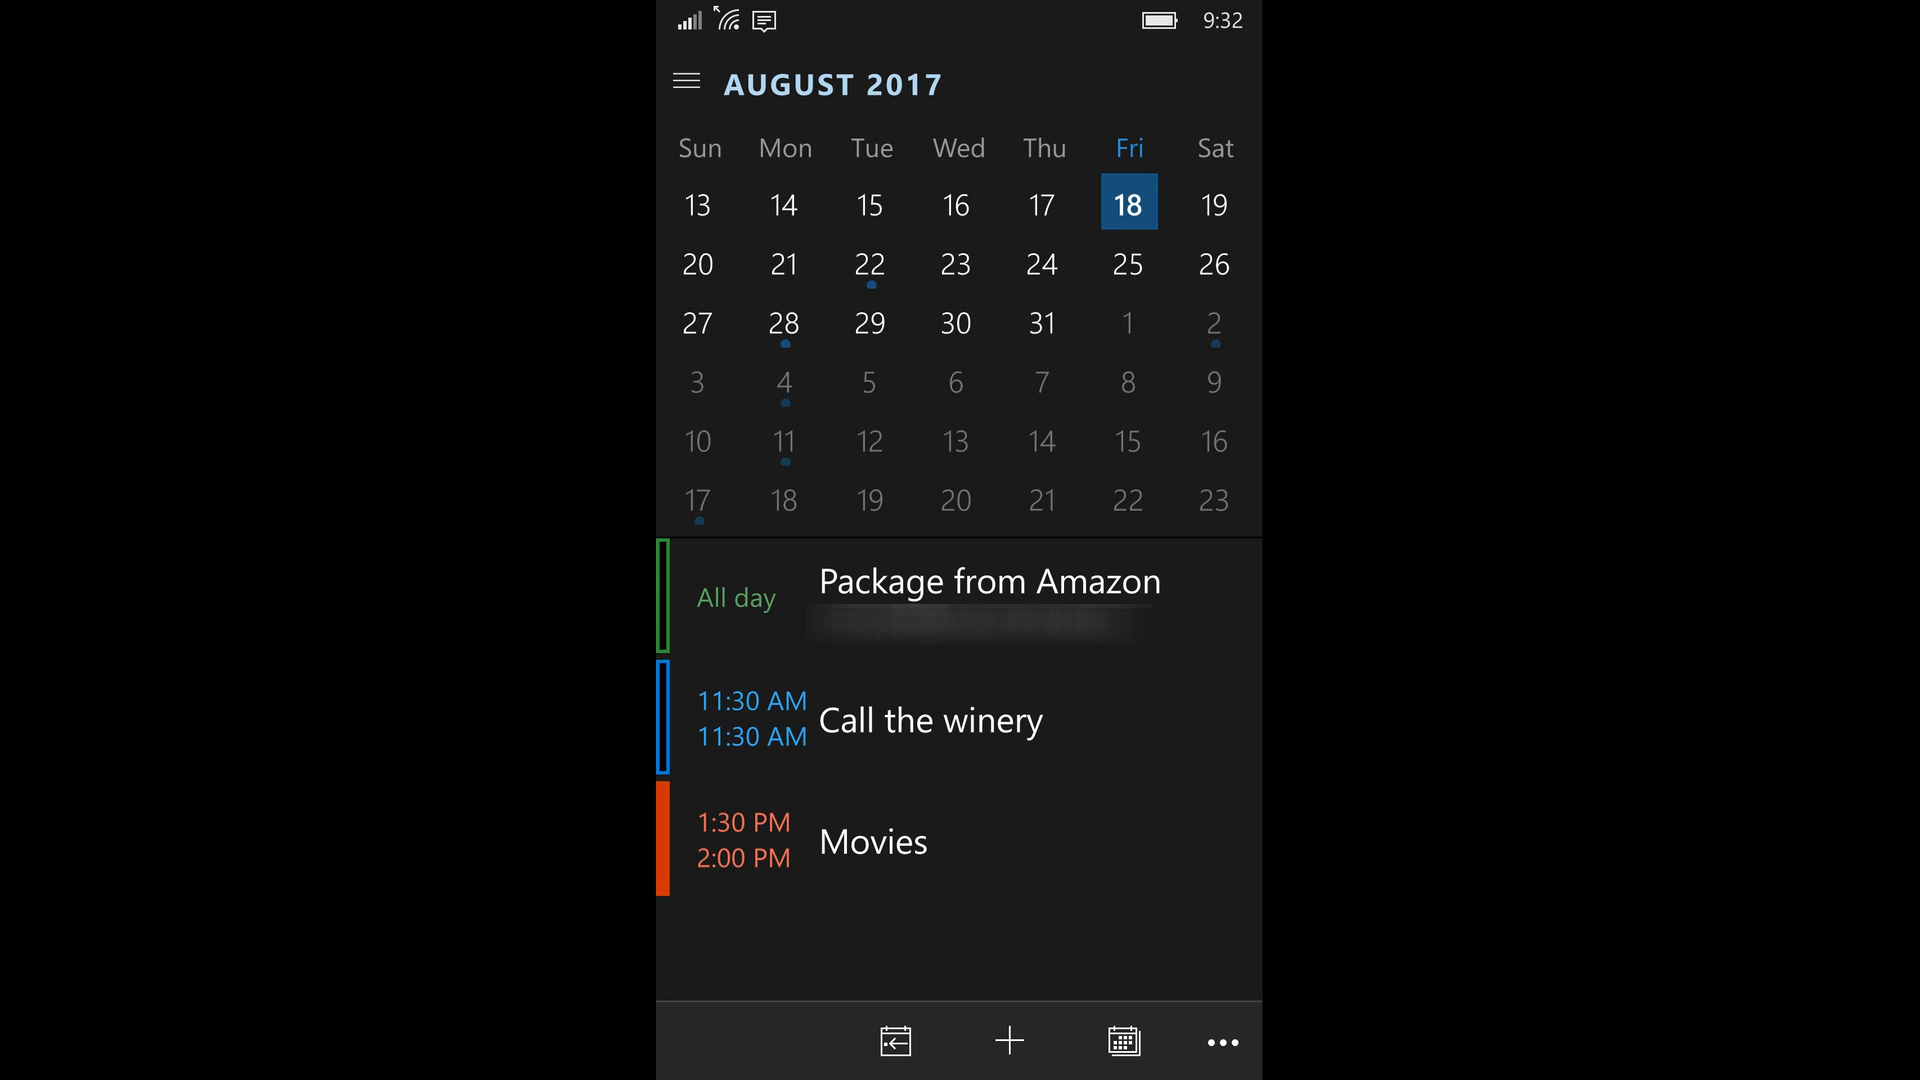 9:32
AUGUST 2017
Sun Mon Tue Wed Thu Fri Sat
13 14 15 16 17 18 19
20 21 22 23 24 25 26
27 28 29 30 31 1 2
3 4 5 6 7 8 9
10 11 12 13 14 15 16
17 18 19 20 21 22 23
All day Package from Amazon
11:30 AM
11:30 AM Call the winery
1:30 PM
2:00 PM Movies